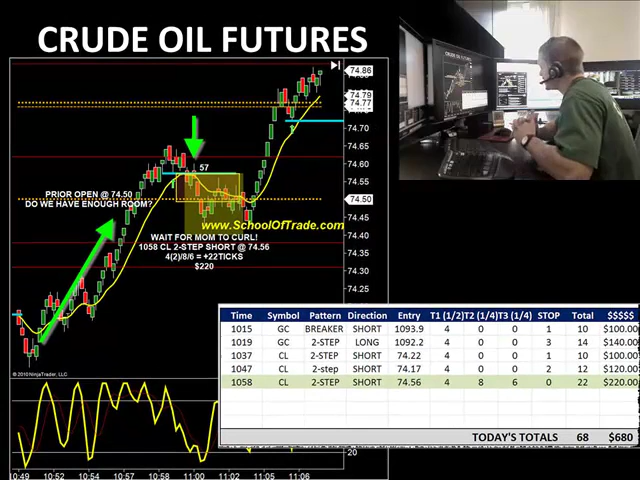 CRUDE OIL FUTURES
74.86
74.79
74.77
74.70
74.65
74.60
57
74.55
PRIOR OPEN @ 74.50
DO WE HAVE ENOUGH ROOM?
74.50
74.45
www.SchoolOfTrade.com
WAIT FOR MOM TO CURL!
1058 CL 2-STEP SHORT @ 74.56
4(2)/8/6 = +22TICKS
$220
74.40
74.35
74.30
74.25
© 2010 NinjaTrader, LLC
Time Symbol Pattern Direction Entry T1 (1/2) T2 (1/4) T3 (1/4) STOP Total $$$$$
1015 GC BREAKER SHORT 1093.9 4 0 0 1 10 $100.00
1019 GC 2-STEP LONG 1092.2 4 0 0 3 14 $140.00
1037 CL 2-STEP SHORT 74.22 4 0 0 1 10 $100.00
1047 CL 2-step SHORT 74.17 4 0 0 2 12 $120.00
1058 CL 2-STEP SHORT 74.56 4 8 6 0 22 $220.00
TODAY'S TOTALS 68 $680
20
10:49 10:52 10:54 10:57 11:00 11:02 11:04 11:06